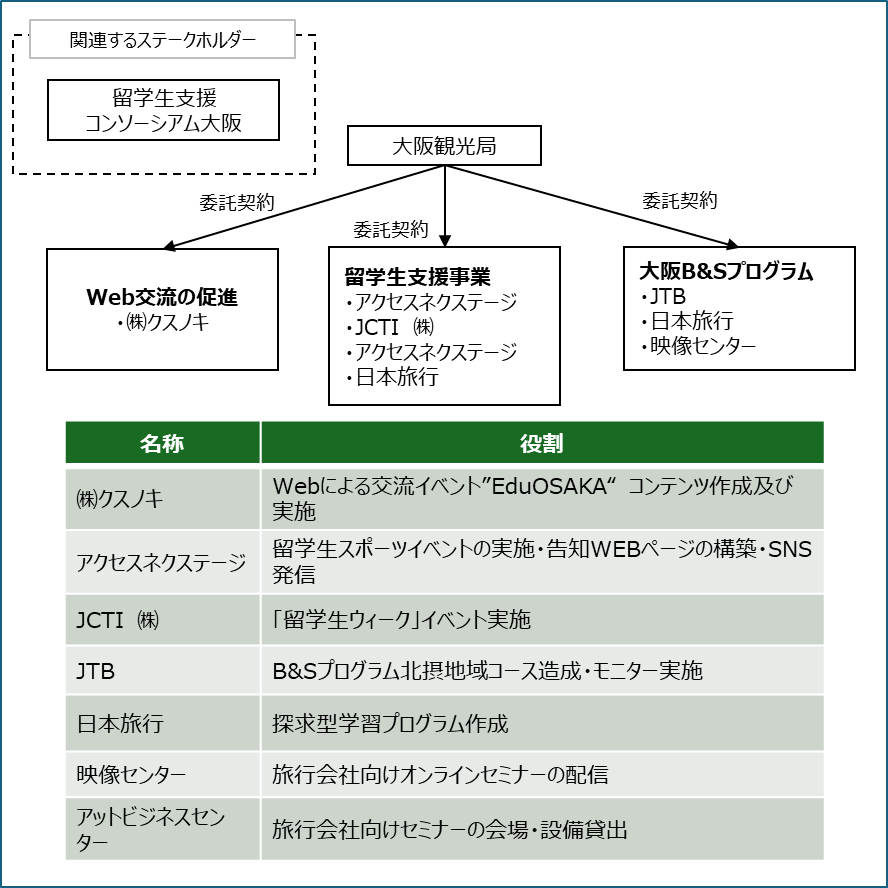 関連するステークホルダー
留学生支援
コンソーシアム大阪
大阪観光局
委託契約
委託契約
委託契約
Web交流の促進
・㈱クスノキ
留学生支援事業
・アクセスネクステージ
・JCTI ㈱
・アクセスネクステージ
・日本旅行
大阪B&Sプログラム
・JTB
・日本旅行
・映像センター
名称 役割
㈱クスノキ
Webによる交流イベント”EduOSAKA“ コンテンツ作成及び
実施
アクセスネクステージ
留学生スポーツイベントの実施・告知WEBページの構築・SNS
発信
JCTI ㈱ 「留学生ウィーク」イベント実施
JTB B&Sプログラム北摂地域コース造成・モニター実施
日本旅行 探求型学習プログラム作成
映像センター 旅行会社向けオンラインセミナーの配信
アットビジネスセン
ター
旅行会社向けセミナーの会場・設備貸出